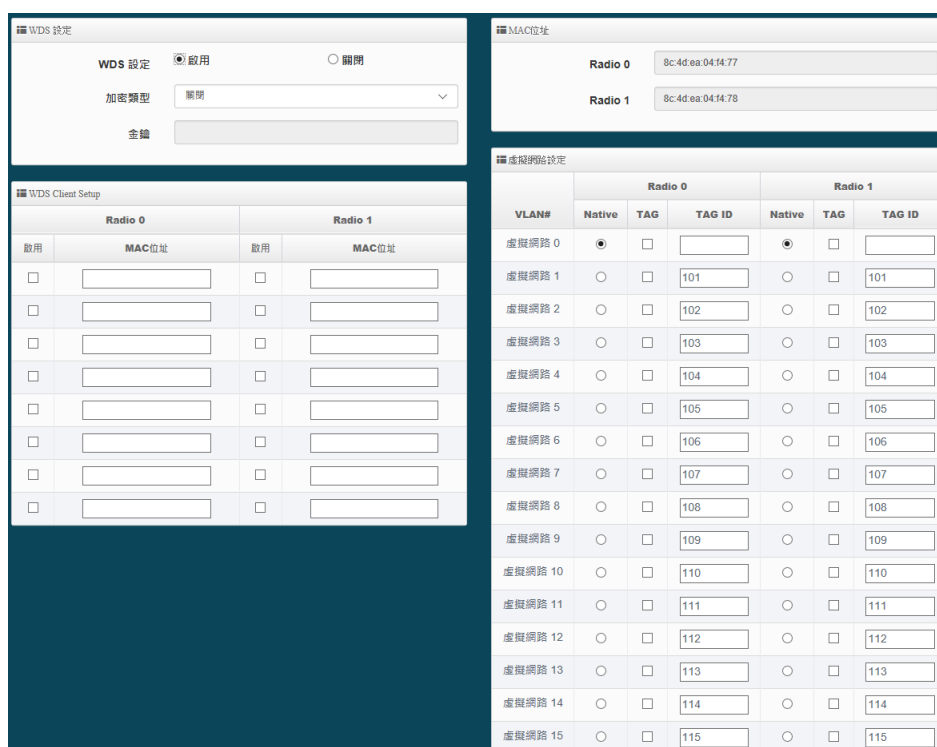 WDS 設定
WDS 設定 啟用 關閉
加密類型 關閉
金鑰
WDS Client Setup
Radio 0 Radio 1
啟用 MAC位址 啟用 MAC位址
MAC位址
Radio 0 8c:4d:ea:04:f4:77
Radio 1 8c:4d:ea:04:f4:78
虛擬網路設定
Radio 0 Radio 1
VLAN# Native TAG TAG ID Native TAG TAG ID
虛擬網路 0
虛擬網路 1 101 101
虛擬網路 2 102 102
虛擬網路 3 103 103
虛擬網路 4 104 104
虛擬網路 5 105 105
虛擬網路 6 106 106
虛擬網路 7 107 107
虛擬網路 8 108 108
虛擬網路 9 109 109
虛擬網路 10 110 110
虛擬網路 11 111 111
虛擬網路 12 112 112
虛擬網路 13 113 113
虛擬網路 14 114 114
虛擬網路 15 115 115